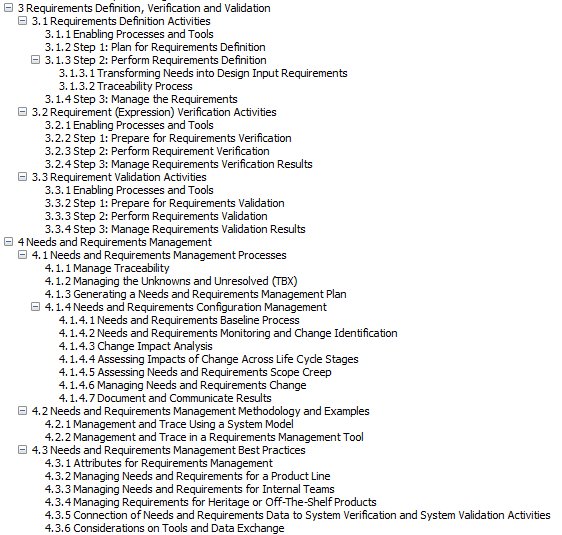 3 Requirements Definition, Verification and Validation
3.1 Requirements Definition Activities
3.1.1 Enabling Processes and Tools
3.1.2 Step 1: Plan for Requirements Definition
3.1.3 Step 2: Perform Requirements Definition
3.1.3.1 Transforming Needs into Design Input Requirements
3.1.3.2 Traceability Process
3.1.4 Step 3: Manage the Requirements
3.2 Requirement (Expression) Verification Activities
3.2.1 Enabling Processes and Tools
3.2.2 Step 1: Prepare for Requirements Verification
3.2.3 Step 2: Perform Requirement Verification
3.2.4 Step 3: Manage Requirements Verification Results
3.3 Requirement Validation Activities
3.3.1 Enabling Processes and Tools
3.3.2 Step 1: Prepare for Requirements Validation
3.3.3 Step 2: Perform Requirements Validation
3.3.4 Step 3: Manage Requirements Validation Results
4 Needs and Requirements Management
4.1 Needs and Requirements Management Processes
4.1.1 Manage Traceability
4.1.2 Managing the Unknowns and Unresolved (TBX)
4.1.3 Generating a Needs and Requirements Management Plan
4.1.4 Needs and Requirements Configuration Management
4.1.4.1 Needs and Requirements Baseline Process
4.1.4.2 Needs and Requirements Monitoring and Change Identification
4.1.4.3 Change Impact Analysis
4.1.4.4 Assessing Impacts of Change Across Life Cycle Stages
4.1.4.5 Assessing Needs and Requirements Scope Creep
4.1.4.6 Managing Needs and Requirements Change
4.1.4.7 Document and Communicate Results
4.2 Needs and Requirements Management Methodology and Examples
4.2.1 Management and Trace Using a System Model
4.2.2 Management and Trace in a Requirements Management Tool
4.3 Needs and Requirements Management Best Practices
4.3.1 Attributes for Requirements Management
4.3.2 Managing Needs and Requirements for a Product Line
4.3.3 Managing Needs and Requirements for Internal Teams
4.3.4 Managing Requirements for Heritage or Off-The-Shelf Products
4.3.5 Connection of Needs and Requirements Data to System Verification and System Validation Activities
4.3.6 Considerations on Tools and Data Exchange